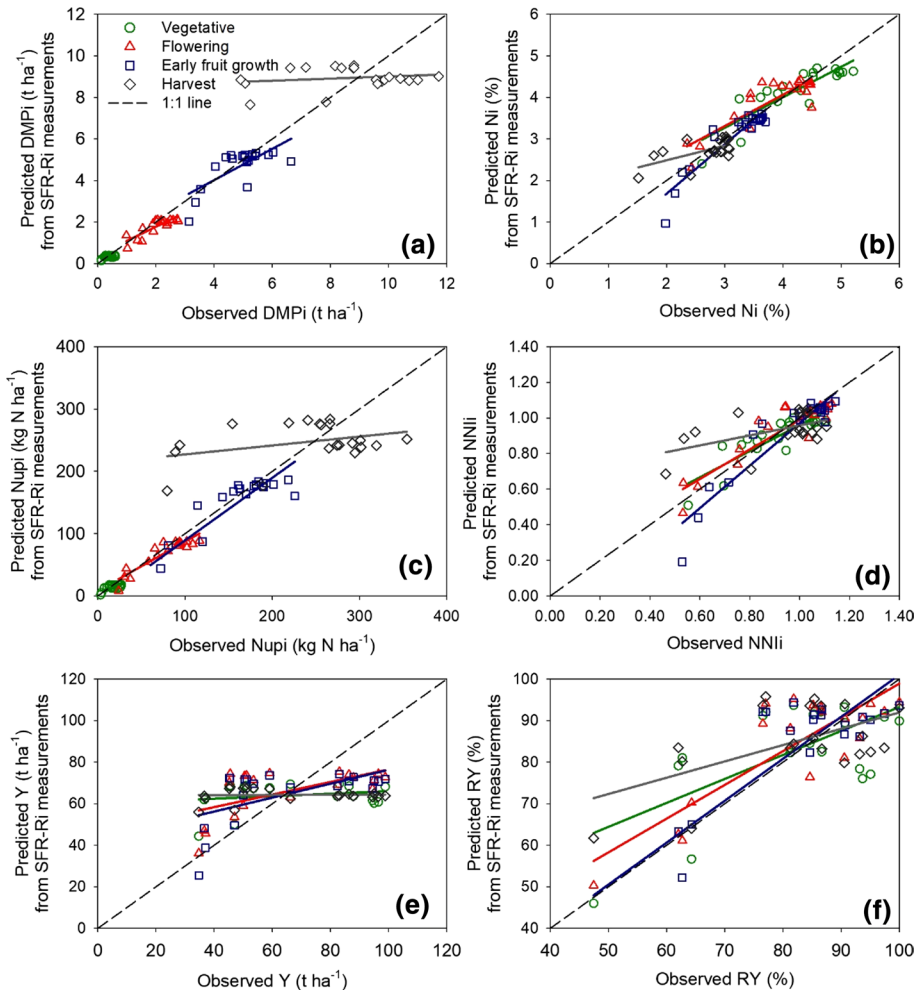 12
10
8
6
4
2
0
Predicted DMPi (t ha-1)
from SFR-Ri measurements
Vegetative
Flowering
Early fruit growth
Harvest
1:1 line
(a)
0 2 4 6 8 10 12
Observed DMPi (t ha-1)
6
5
4
3
2
1
0
Predicted Ni (%)
from SFR-Ri measurements
(b)
0 1 2 3 4 5 6
Observed Ni (%)
400
300
200
100
0
Predicted Nupi (kg N ha-1)
from SFR-Ri measurements
(c)
0 100 200 300 400
Observed Nupi (kg N ha-1)
1.40
1.20
1.00
0.80
0.60
0.40
0.20
0.00
Predicted NNIi
from SFR-Ri measurements
(d)
0.00 0.20 0.40 0.60 0.80 1.00 1.20 1.40
Observed NNIi
120
100
80
60
40
20
0
Predicted Y (t ha-1)
from SFR-Ri measurements
(e)
0 20 40 60 80 100 120
Observed Y (t ha-1)
100
90
80
70
60
50
40
Predicted RY (%)
from SFR-Ri measurements
(f)
40 50 60 70 80 90 100
Observed RY (%)